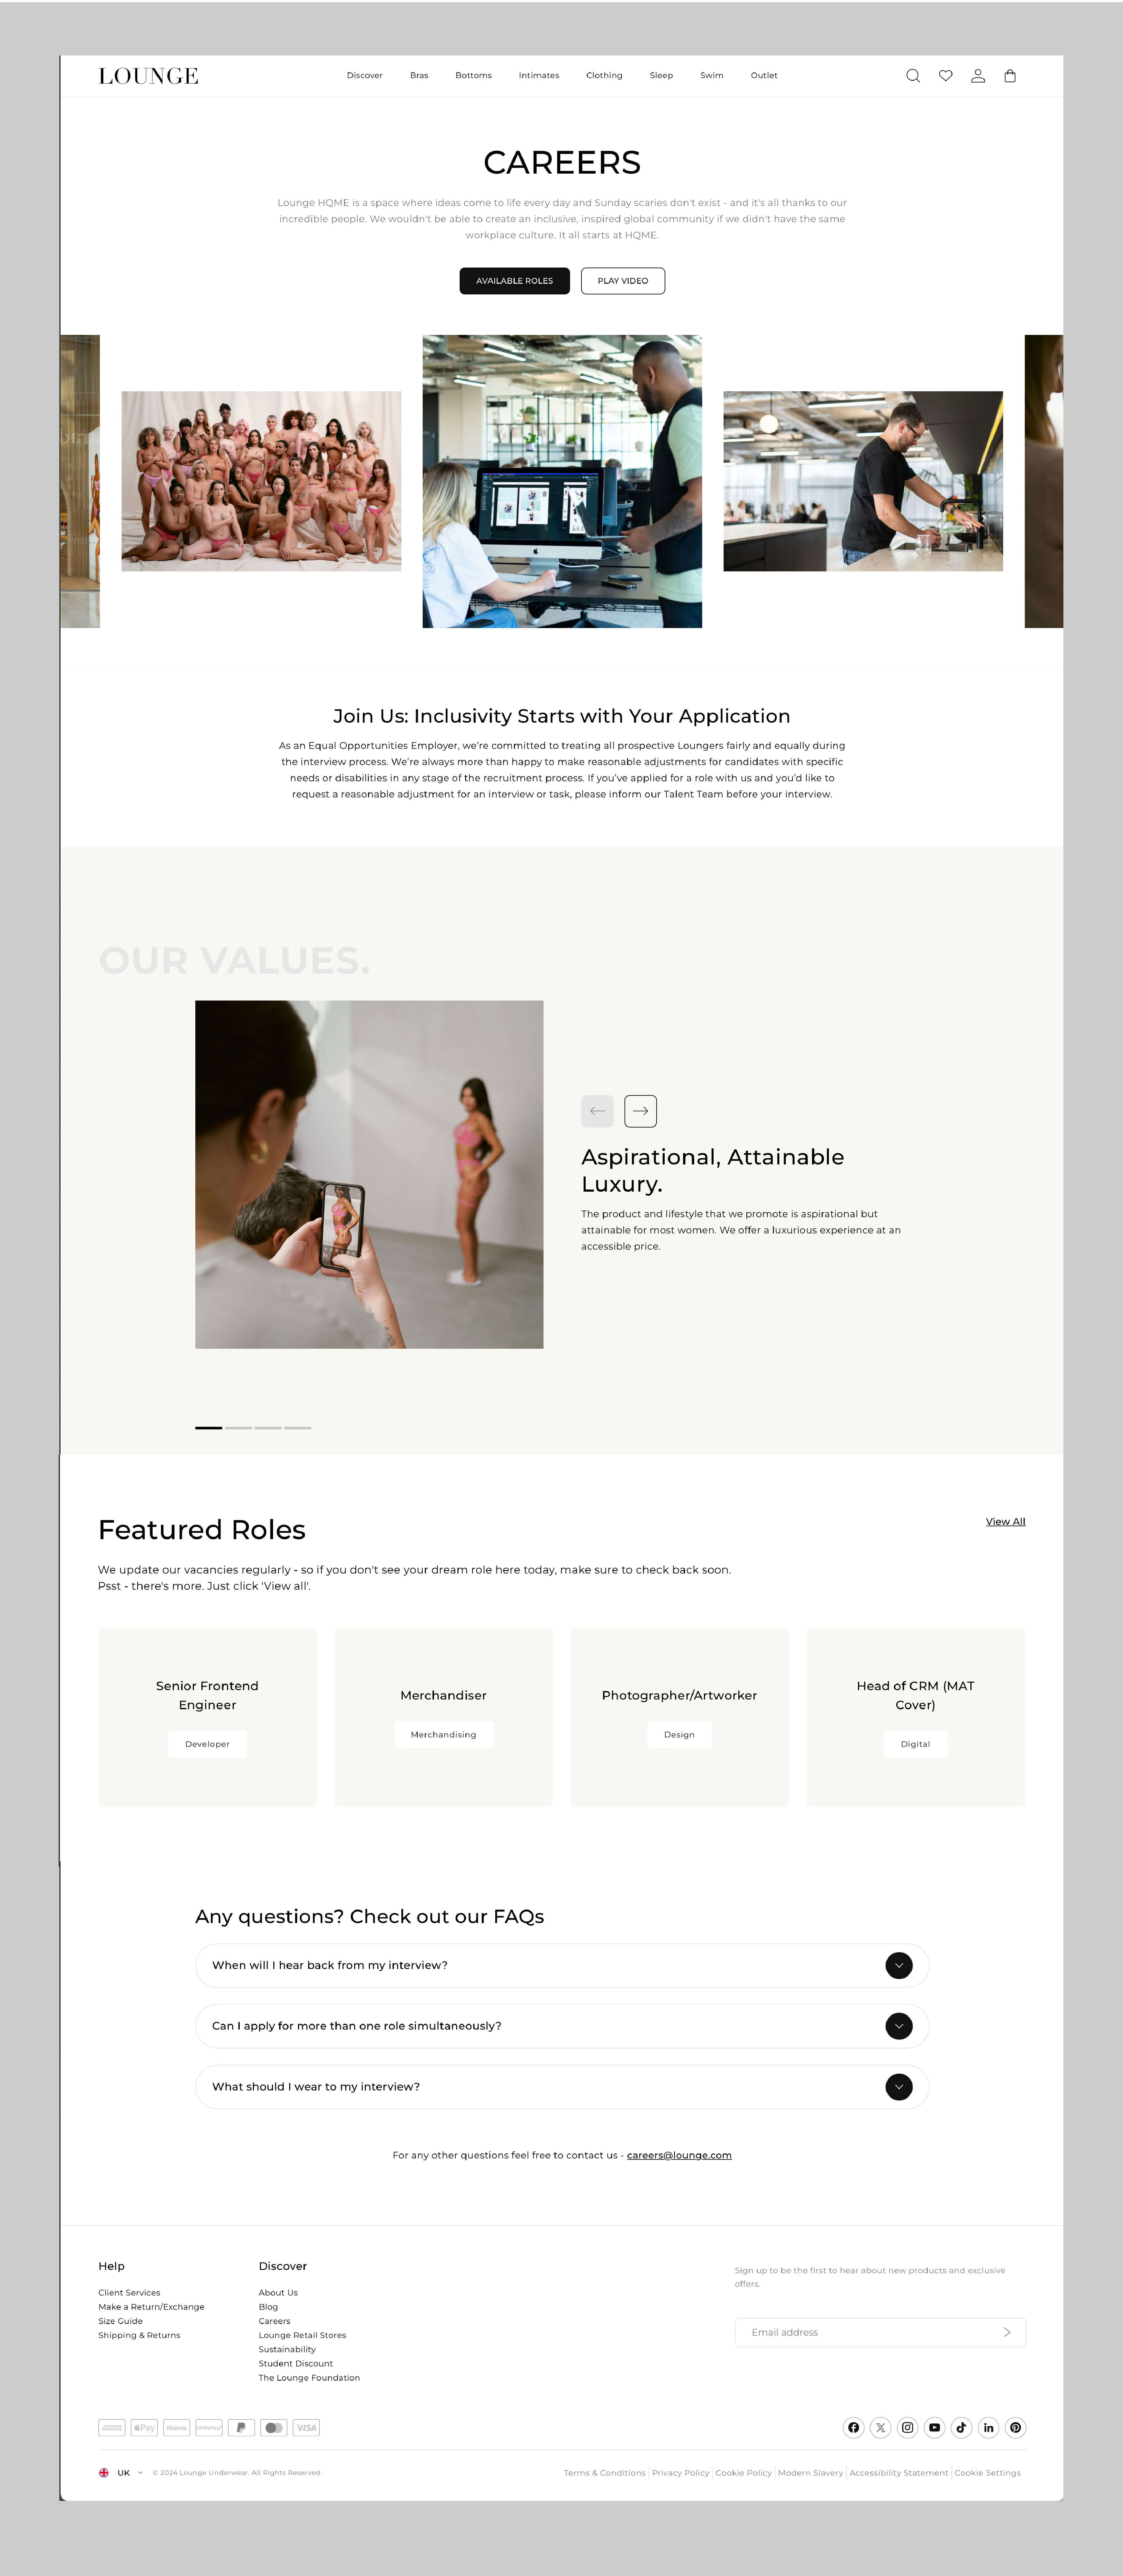 LOUNGE
Discover Bras Bottoms Intimates Clothing Sleep Swim Outlet
CAREERS
Lounge HQME is a space where ideas come to life every day and Sunday scaries don't exist - and it's all thanks to our
incredible people. We wouldn't be able to create an inclusive, inspired global community if we didn't have the same
workplace culture. It all starts at HQME.
AVAILABLE ROLES PLAY VIDEO
Join Us: Inclusivity Starts with Your Application
As an Equal Opportunities Employer, we're committed to treating all prospective Loungers fairly and equally during
the interview process. We're always more than happy to make reasonable adjustments for candidates with specific
needs or disabilities in any stage of the recruitment process. If you've applied for a role with us and you'd like to
request a reasonable adjustment for an interview or task, please inform our Talent Team before your interview.
OUR VALUES.
Aspirational, Attainable
Luxury.
The product and lifestyle that we promote is aspirational but
attainable for most women. We offer a luxurious experience at an
accessible price.
Featured Roles
View All
We update our vacancies regularly - so if you don't see your dream role here today, make sure to check back soon.
Psst - there's more. Just click 'View all'.
Senior Frontend
Engineer
Developer
Merchandiser
Merchandising
Photographer/Artworker
Design
Head of CRM (MAT
Cover)
Digital
Any questions? Check out our FAQs
When will I hear back from my interview?
Can I apply for more than one role simultaneously?
What should I wear to my interview?
For any other questions feel free to contact us - careers@lounge.com
Help
Client Services
Make a Return/Exchange
Size Guide
Shipping & Returns
Discover
About Us
Blog
Careers
Lounge Retail Stores
Sustainability
Student Discount
The Lounge Foundation
Sign up to be the first to hear about new products and exclusive
offers.
Email address
Pay Klarna. VISA
UK © 2024 Lounge Underwear. All Rights Reserved.
Terms & Conditions Privacy Policy Cookie Policy Modern Slavery Accessibility Statement Cookie Settings